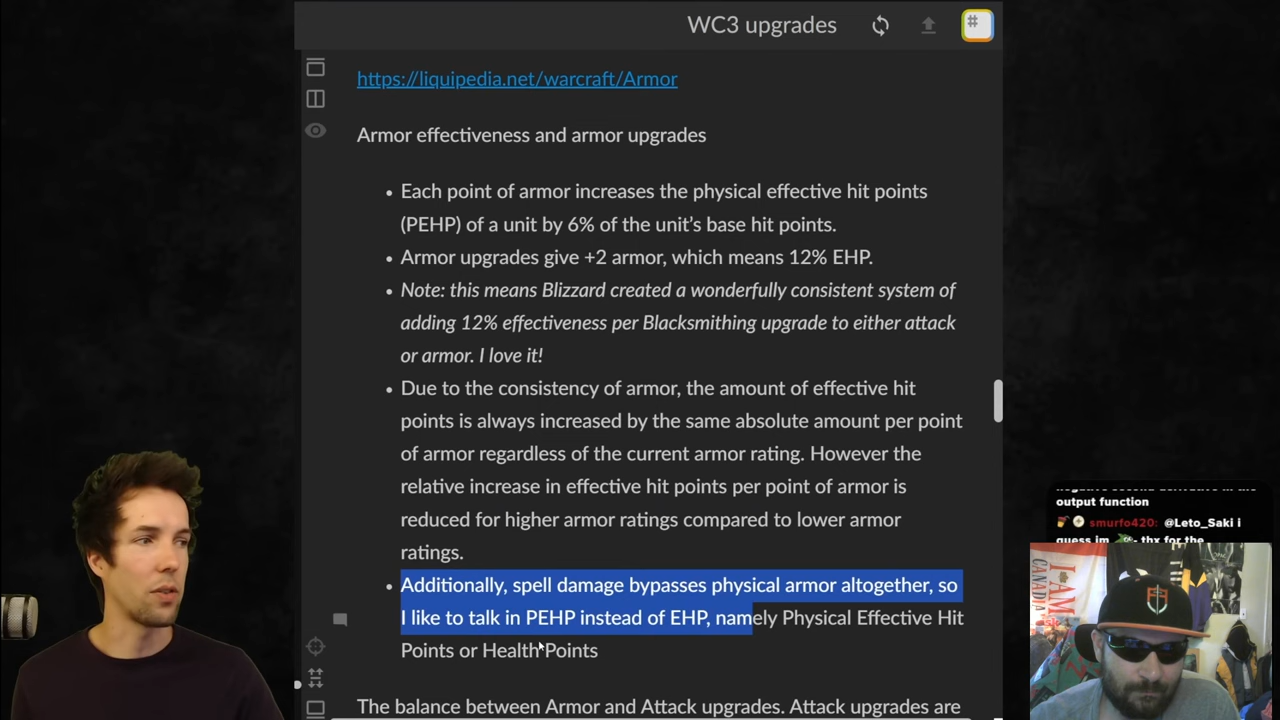 WC3 upgrades
#
https://liquipedia.net/warcraft/Armor
Armor effectiveness and armor upgrades
• Each point of armor increases the physical effective hit points
(PEHP) of a unit by 6% of the unit's base hit points.
• Armor upgrades give +2 armor, which means 12% EHP.
• Note: this means Blizzard created a wonderfully consistent system of
adding 12% effectiveness per Blacksmithing upgrade to either attack
or armor. I love it!
• Due to the consistency of armor, the amount of effective hit
points is always increased by the same absolute amount per point
of armor regardless of the current armor rating. However the
relative increase in effective hit points per point of armor is
reduced for higher armor ratings compared to lower armor
ratings.
• Additionally, spell damage bypasses physical armor altogether, so
I like to talk in PEHP instead of EHP, namely Physical Effective Hit
Points or Health Points
The balance between Armor and Attack upgrades. Attack upgrades are
output function
smurfo420: @Leto_Saki i
thx for the
I AM
CANADIAN